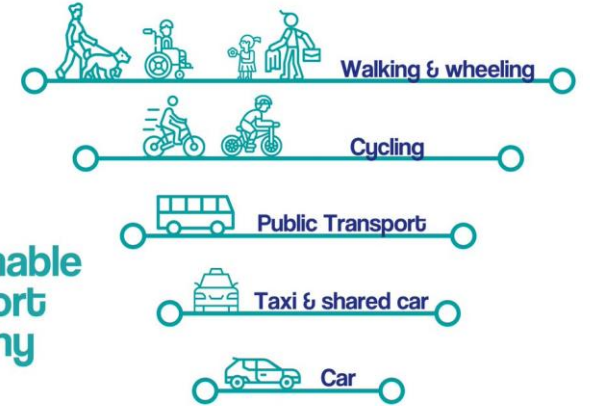 Walking & wheeling
Cycling
Public Transport
Taxi & shared car
Car